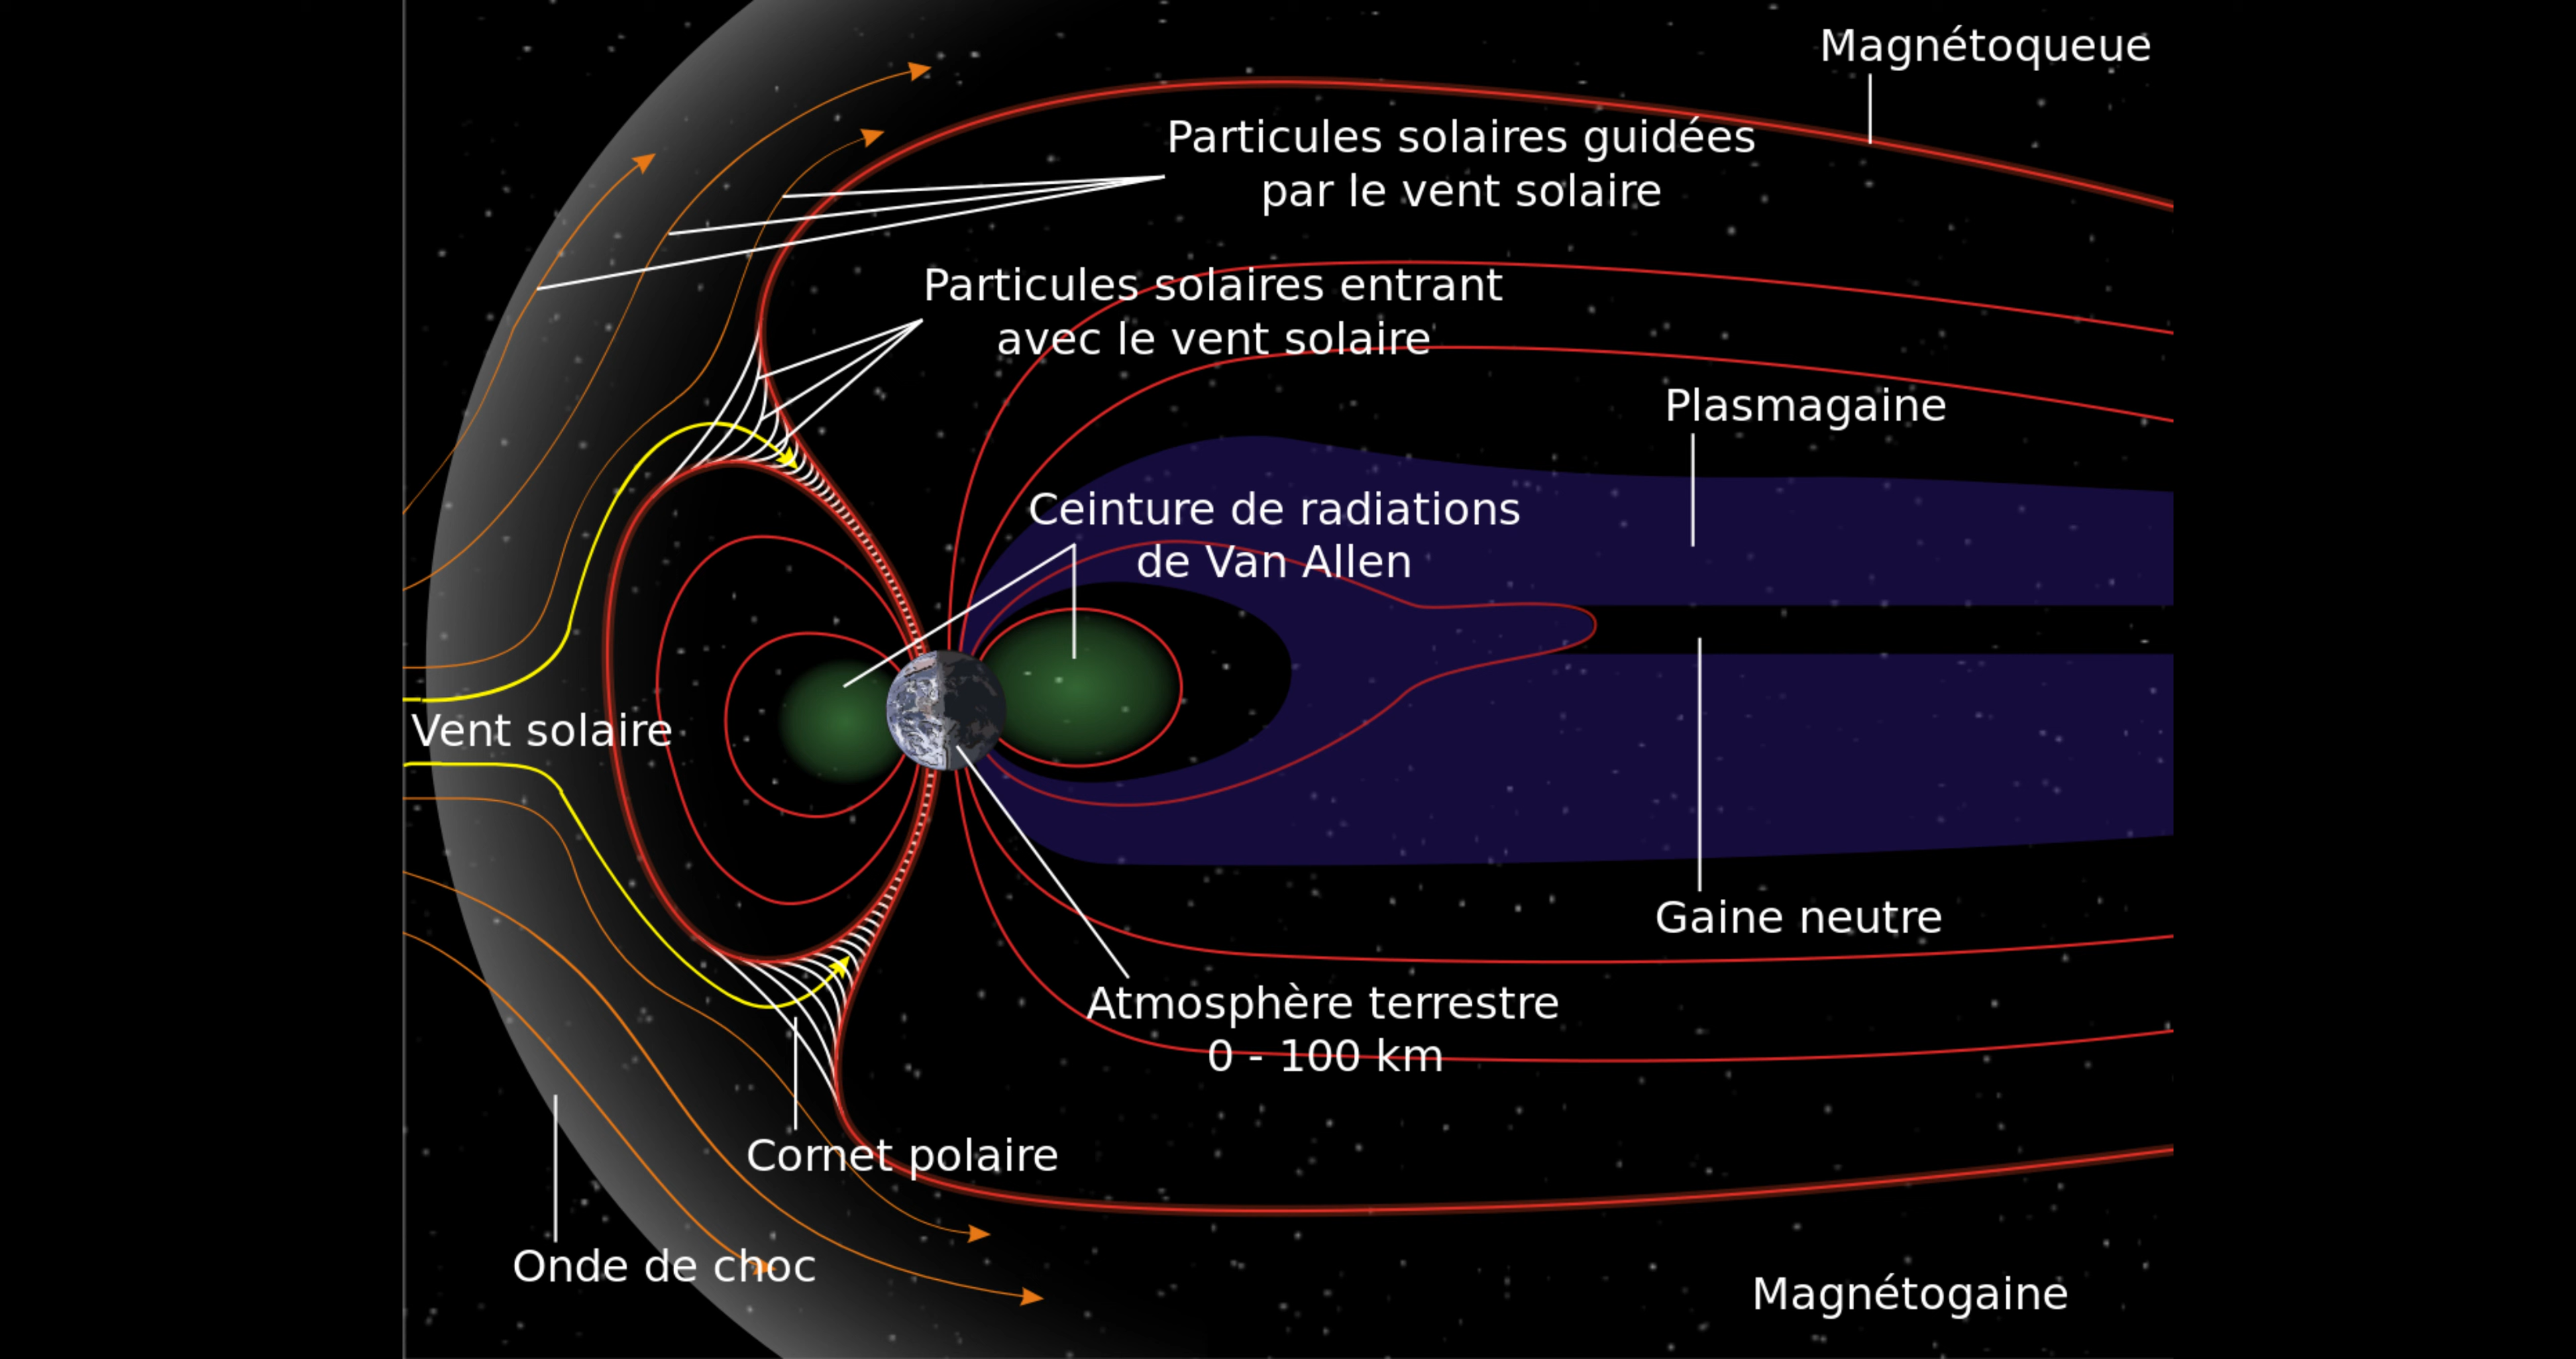 Magnétoqueue
Particules solaires guidées
par le vent solaire
Particules solaires entrant
avec le vent solaire
Plasmagaine
Ceinture de radiations
de Van Allen
Vent solaire
Gaine neutre
Atmosphère terrestre
0 - 100 km
Cornet polaire
Onde de choc
Magnétogaine